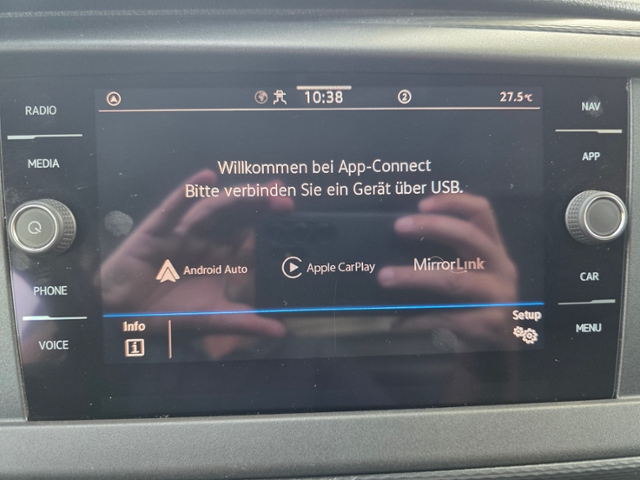 RADIO
MEDIA
PHONE
VOICE
10:38
2
27.5°C
Willkommen bei App-Connect
Bitte verbinden Sie ein Gerät über USB.
Android Auto
Apple CarPlay
MirrorLink
Info
i
Setup
NAV
APP
CAR
MENU